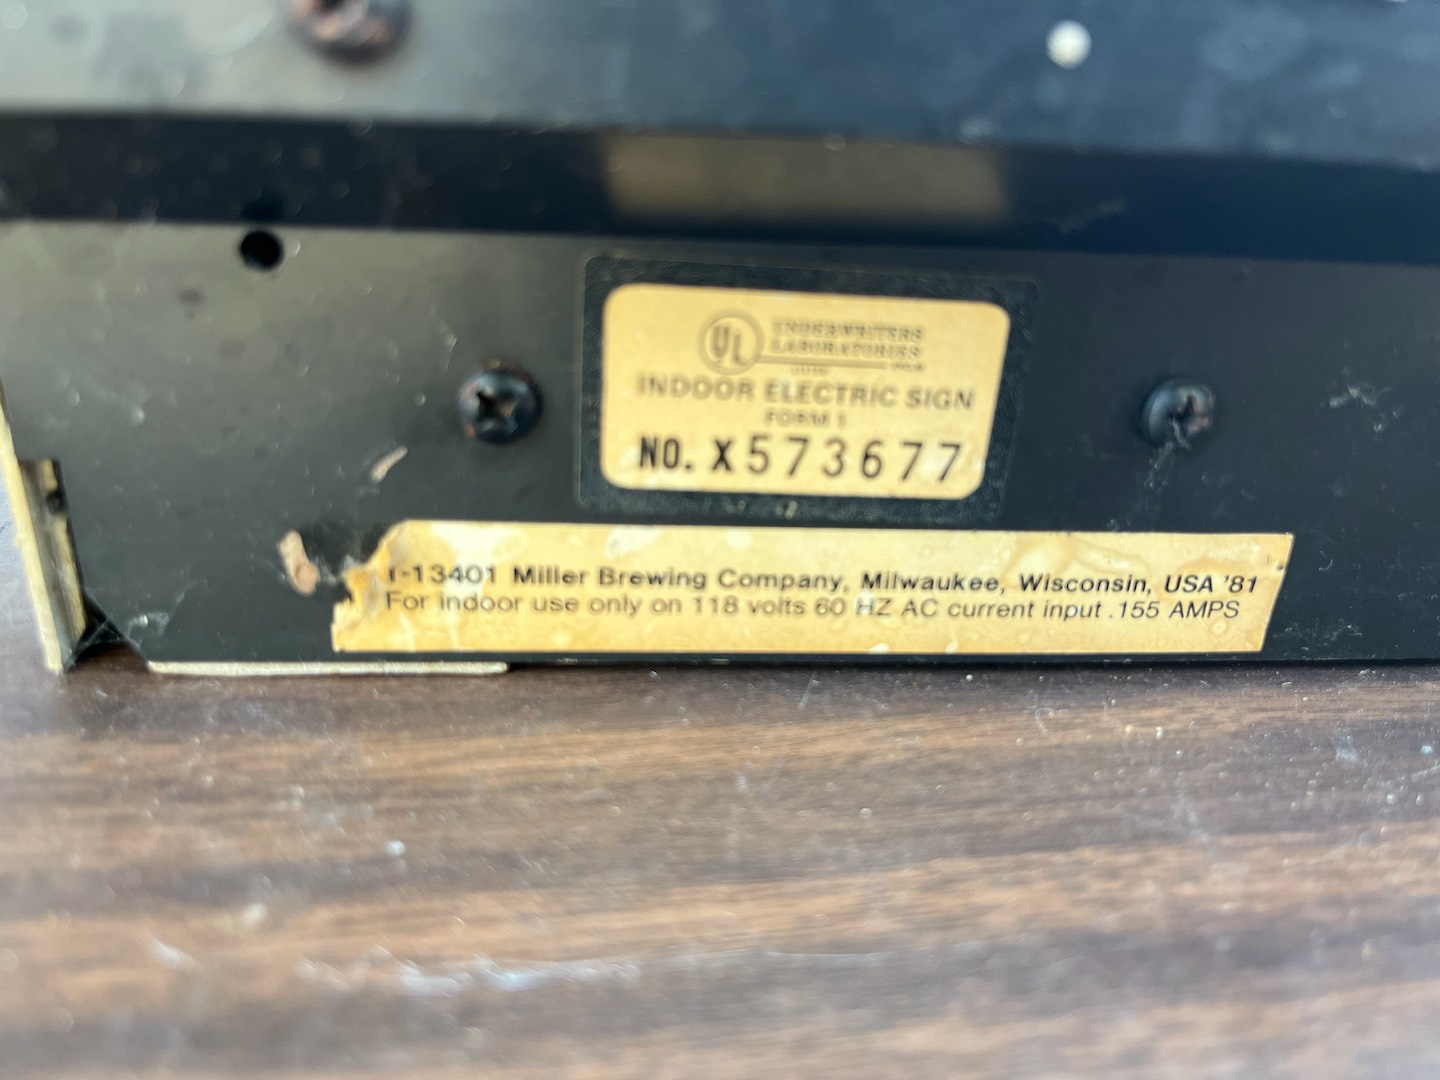 UL
UNDERWRITERS
LABORATORIES
INDOOR ELECTRIC SIGN
FORM 1
NO. X573677
-13401 Miller Brewing Company, Milwaukee, Wisconsin, USA '81
For indoor use only on 118 volts 60 HZ AC current input .155 AMPS